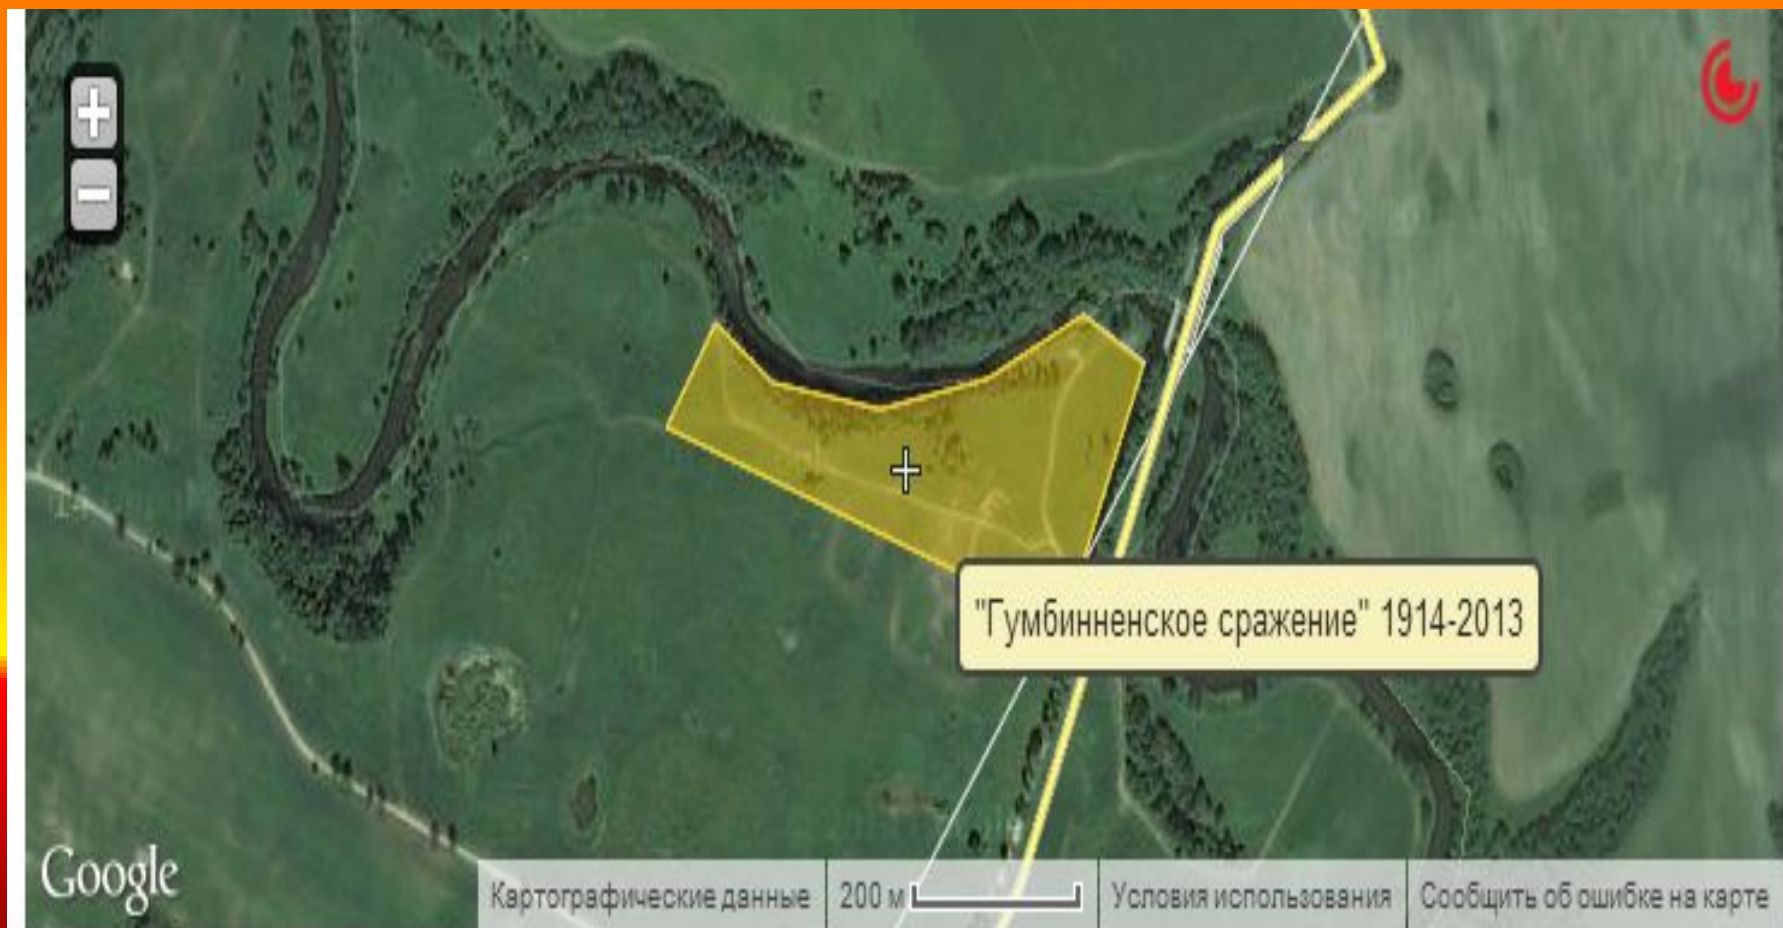 "Гумбинненское сражение" 1914-2013
Google
Картографические данные
200 м
Условия использования
Сообщить об ошибке на карте